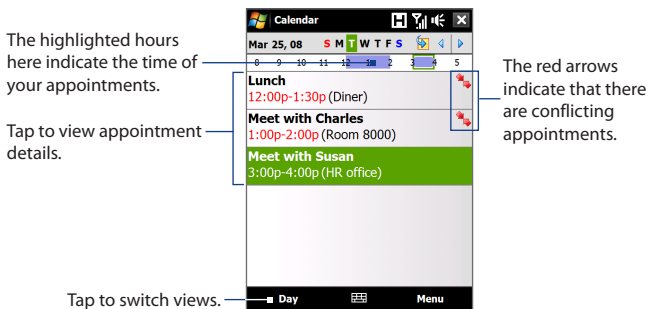 The highlighted hours
here indicate the time of
your appointments.
Tap to view appointment
details.
Tap to switch views.
Calendar
H
Mar 25, 08 S M T W T F S
8 9 10 11 12 1 2 3 4 5
Lunch
12:00p-1:30p (Diner)
Meet with Charles
1:00p-2:00p (Room 8000)
Meet with Susan
3:00p-4:00p (HR office)
Day Menu
The red arrows
indicate that there
are conflicting
appointments.